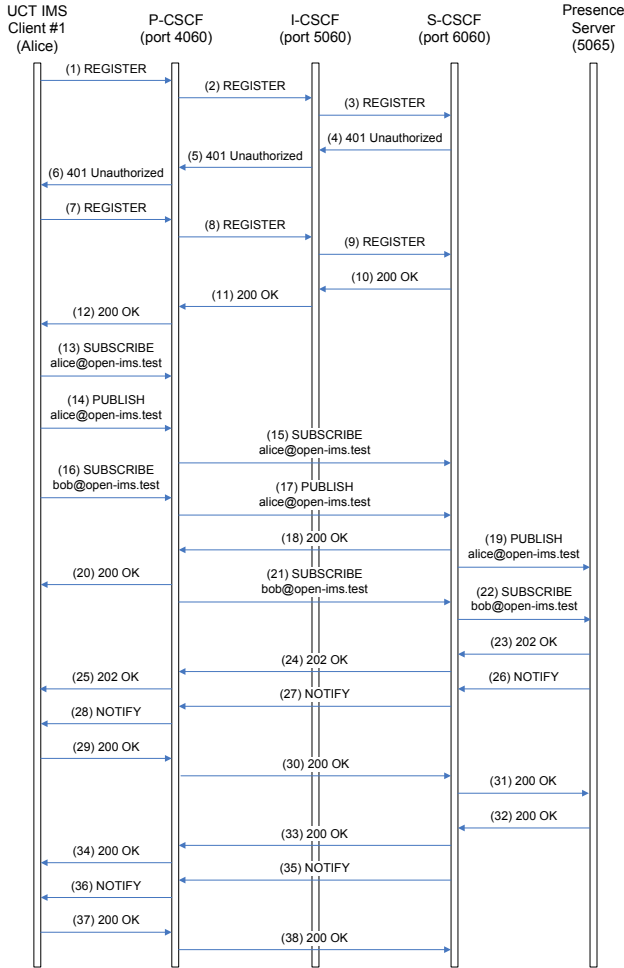 UCT IMS
Client #1
(Alice)
P-CSCF
(port 4060)
I-CSCF
(port 5060)
S-CSCF
(port 6060)
Presence
Server
(5065)
(1) REGISTER
(2) REGISTER
(3) REGISTER
(4) 401 Unauthorized
(5) 401 Unauthorized
(6) 401 Unauthorized
(7) REGISTER
(8) REGISTER
(9) REGISTER
(10) 200 OK
(11) 200 OK
(12) 200 OK
(13) SUBSCRIBE
alice@open-ims.test
(14) PUBLISH
alice@open-ims.test
(15) SUBSCRIBE
alice@open-ims.test
(16) SUBSCRIBE
bob@open-ims.test
(17) PUBLISH
alice@open-ims.test
(18) 200 OK
(19) PUBLISH
alice@open-ims.test
(20) 200 OK
(21) SUBSCRIBE
bob@open-ims.test
(22) SUBSCRIBE
bob@open-ims.test
(23) 202 OK
(24) 202 OK
(25) 202 OK
(26) NOTIFY
(27) NOTIFY
(28) NOTIFY
(29) 200 OK
(30) 200 OK
(31) 200 OK
(32) 200 OK
(33) 200 OK
(34) 200 OK
(35) NOTIFY
(36) NOTIFY
(37) 200 OK
(38) 200 OK